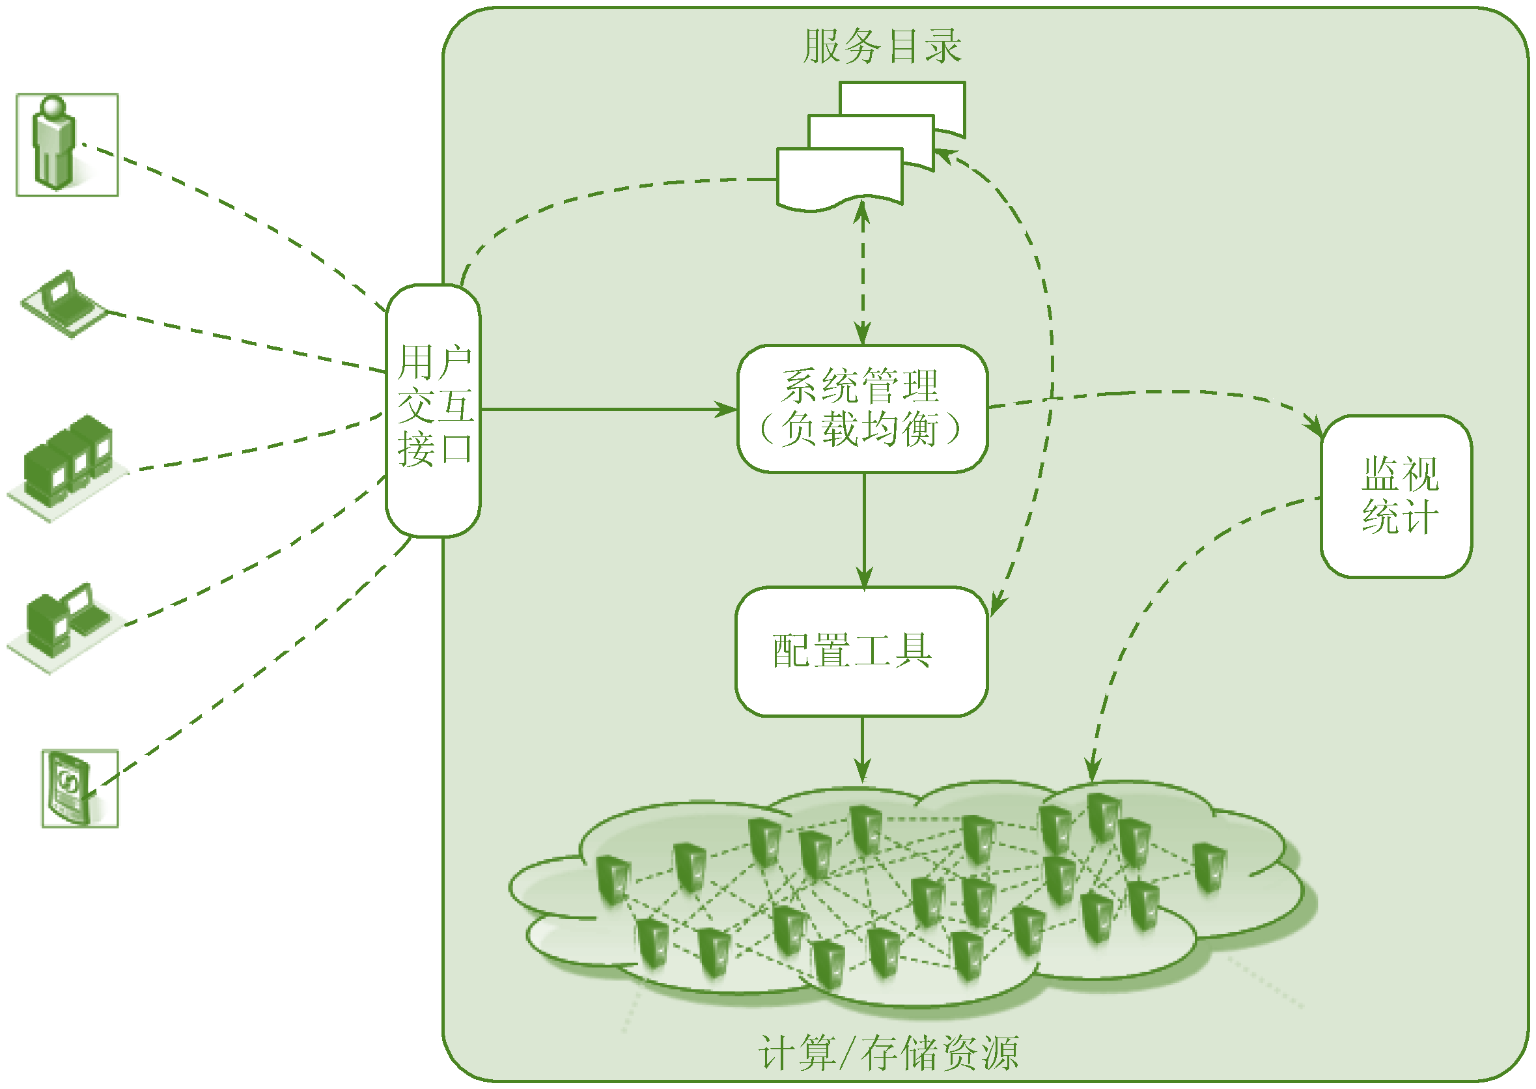 服务目录
用户
交互
接口
系统管理
（负载均衡）
监视
统计
配置工具
计算/存储资源